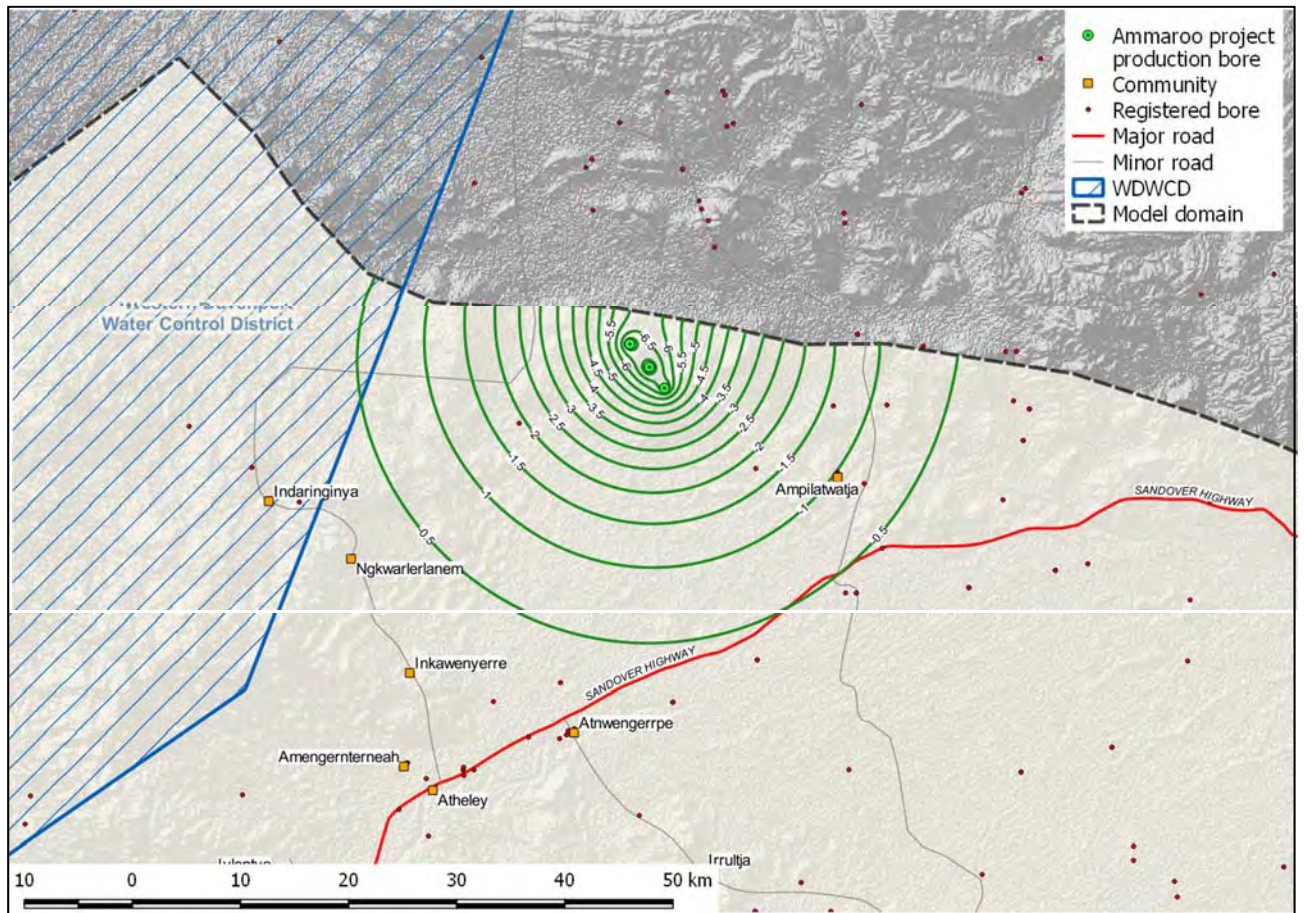 Ammaroo project
production bore
Community
Registered bore
Major road
Minor road
WDWCD
Model domain
Water Control District
-5.5
-6.5
-6
-5
-5.5
-4.5
-5
-6
-5.5
-4.5
-4
-4
-3.5
-3.5
-3
-3
-2.5
-2.5
-2
-2
-1.5
-1.5
-1
-1
-0.5
-0.5
Ampilatwatja
Indaringinya
SANDOVER HIGHWAY
Ngkwarlerlanem
Inkawenyerre
SANDOVER HIGHWAY
Atnwengerrpe
Amengernterneah
Atheley
Irrultja
10 0 10 20 30 40 50 km